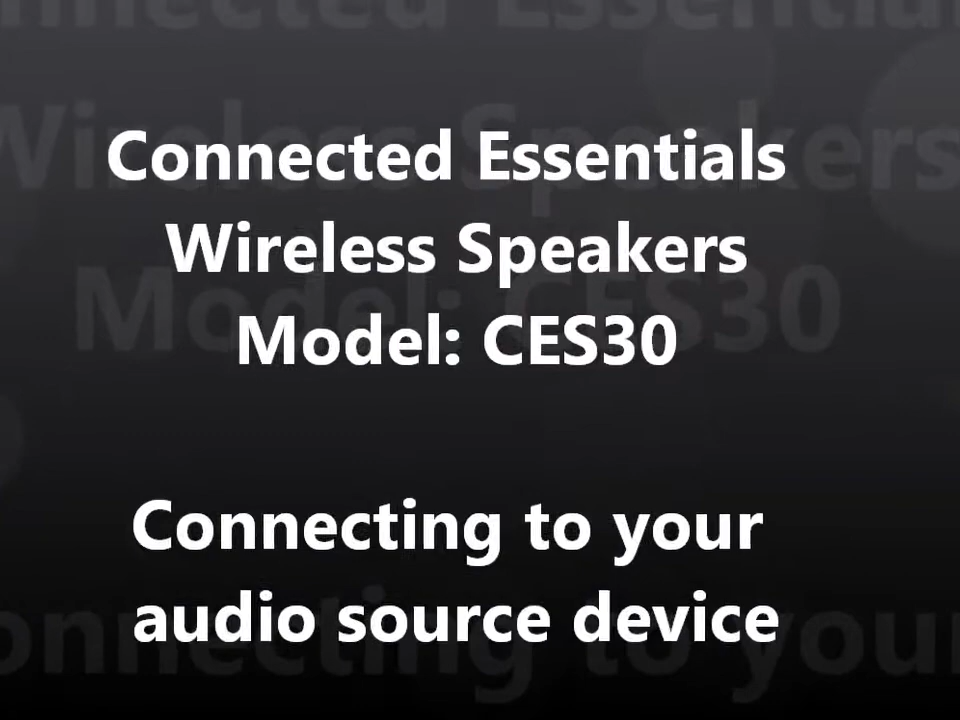 Connected Essentials
Wireless Speakers
Model: CES30
Connecting to your
audio source device